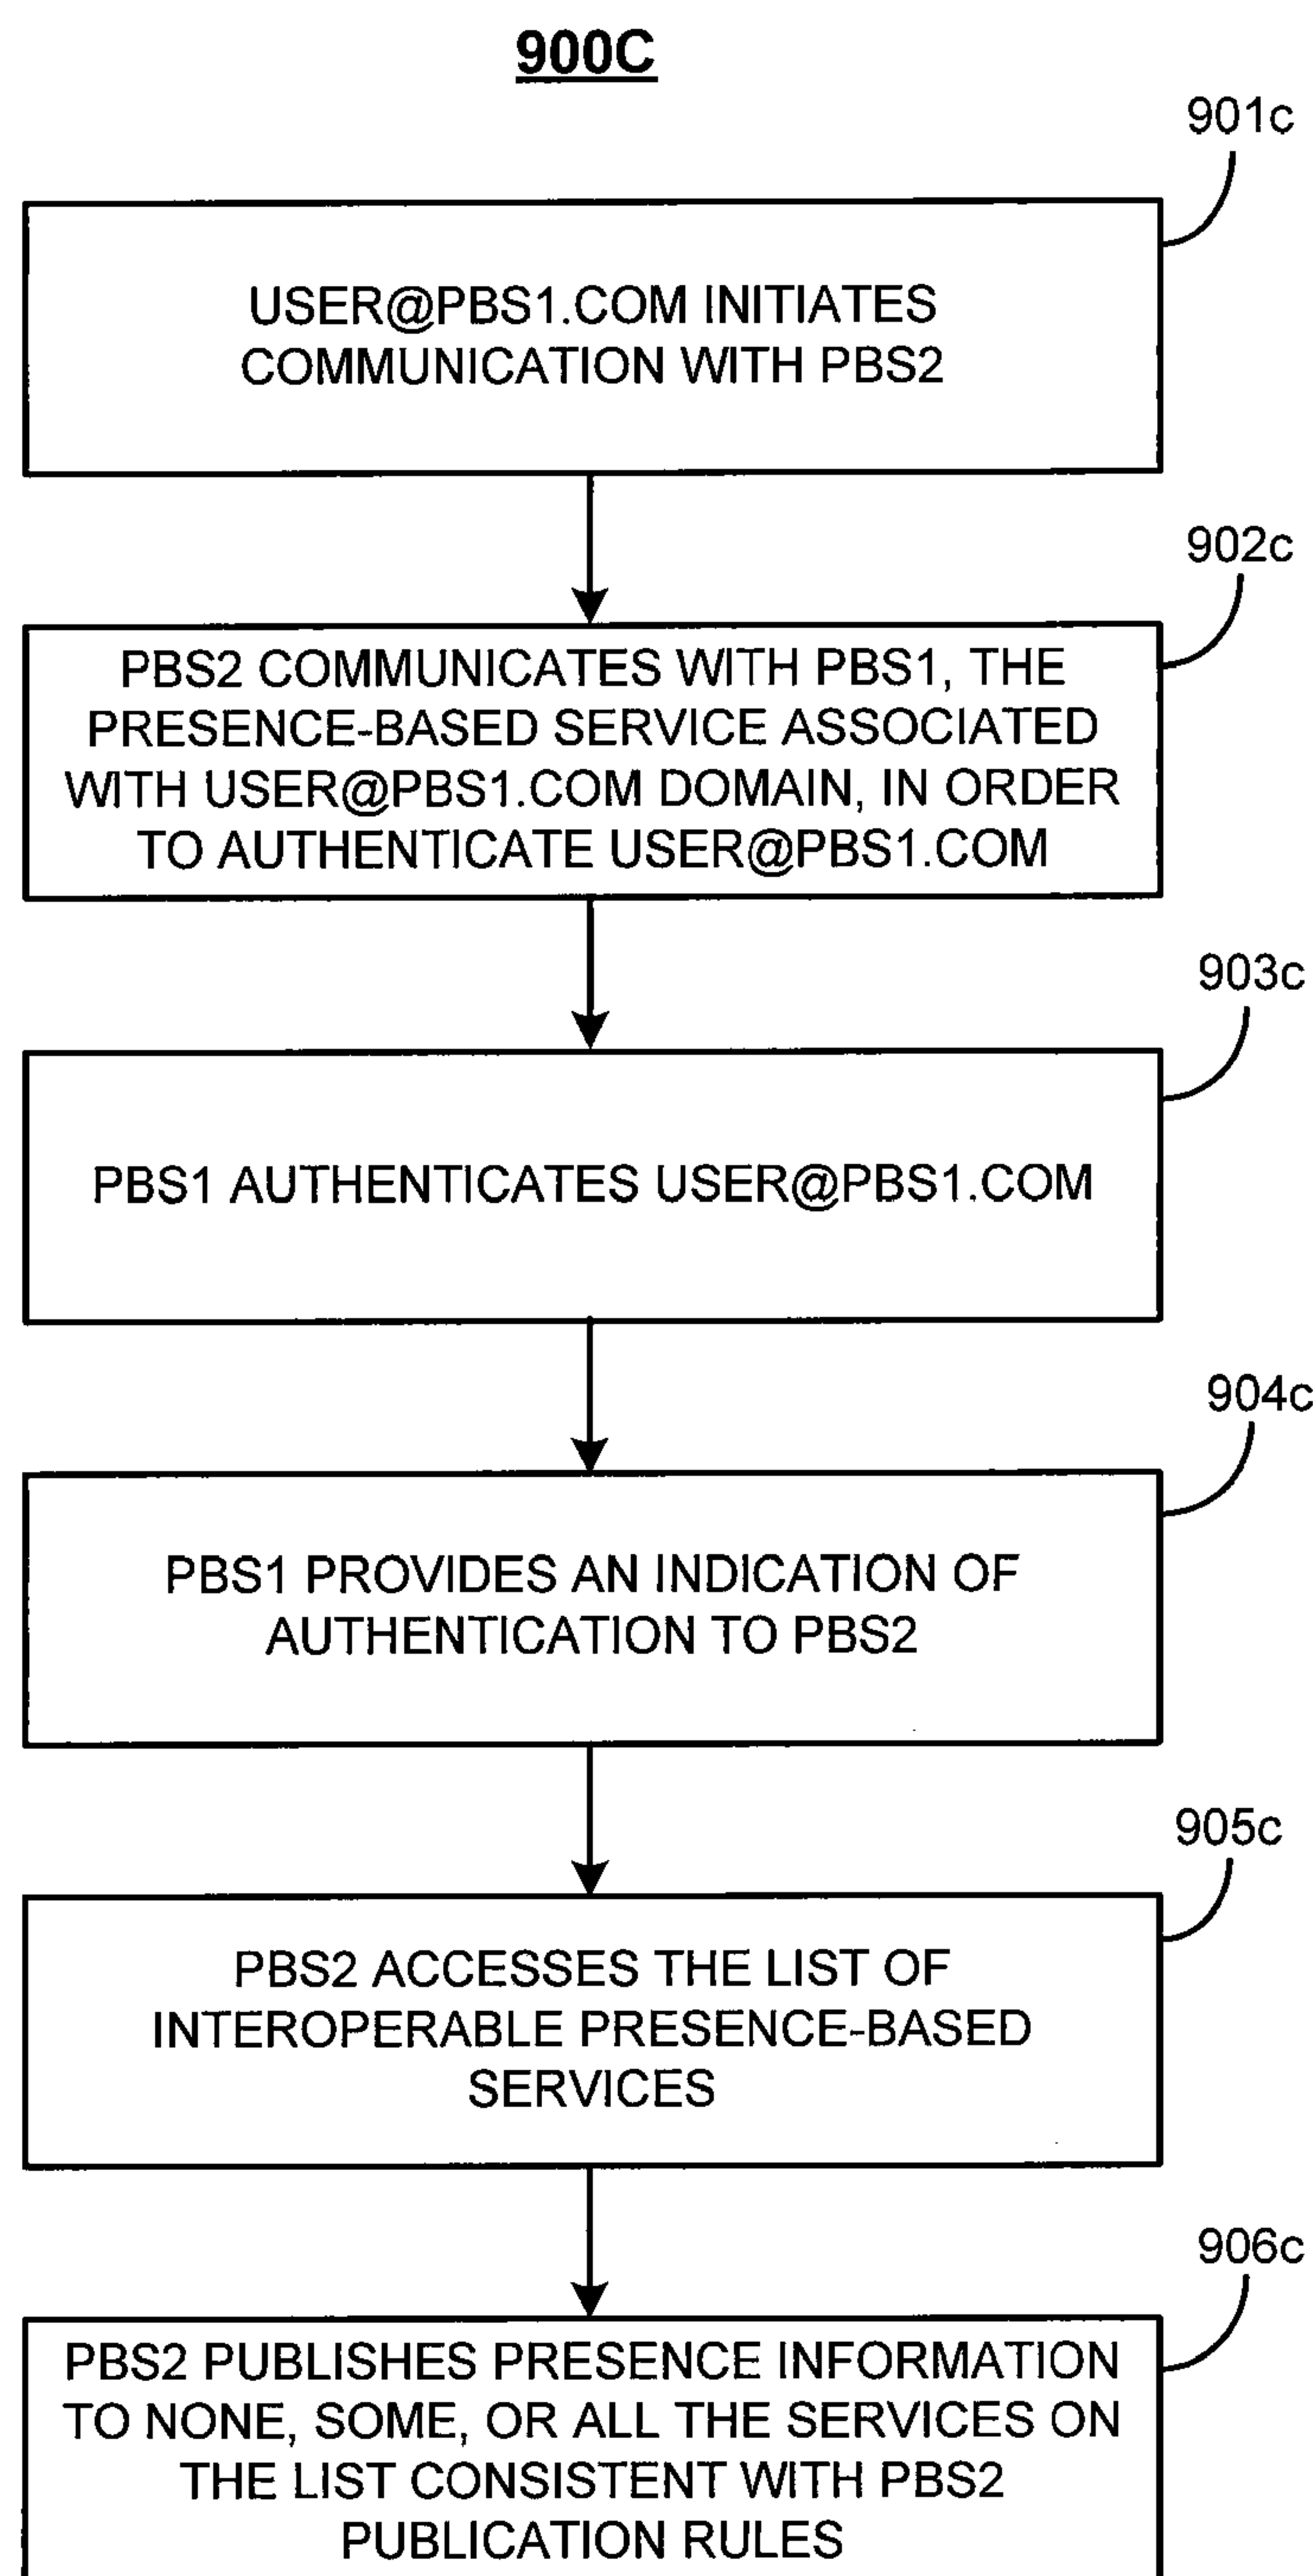 900C
901c
USER@PBS1.COM INITIATES
COMMUNICATION WITH PBS2
902c
PBS2 COMMUNICATES WITH PBS1, THE
PRESENCE-BASED SERVICE ASSOCIATED
WITH USER@PBS1.COM DOMAIN, IN ORDER
TO AUTHENTICATE USER@PBS1.COM
903c
PBS1 AUTHENTICATES USER@PBS1.COM
904c
PBS1 PROVIDES AN INDICATION OF
AUTHENTICATION TO PBS2
905c
PBS2 ACCESSES THE LIST OF
INTEROPERABLE PRESENCE-BASED
SERVICES
906c
PBS2 PUBLISHES PRESENCE INFORMATION
TO NONE, SOME, OR ALL THE SERVICES ON
THE LIST CONSISTENT WITH PBS2
PUBLICATION RULES